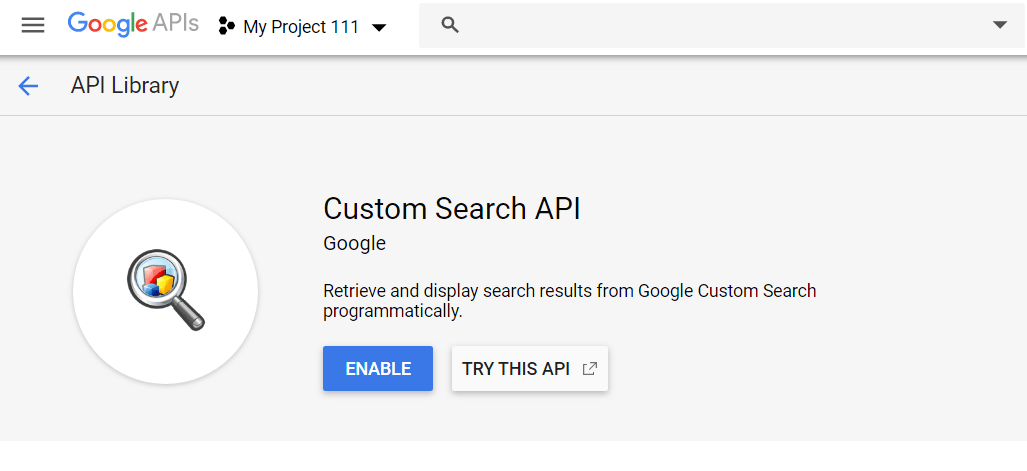 Google APIs My Project 111
API Library
Custom Search API
Google
Retrieve and display search results from Google Custom Search
programmatically.
ENABLE TRY THIS API